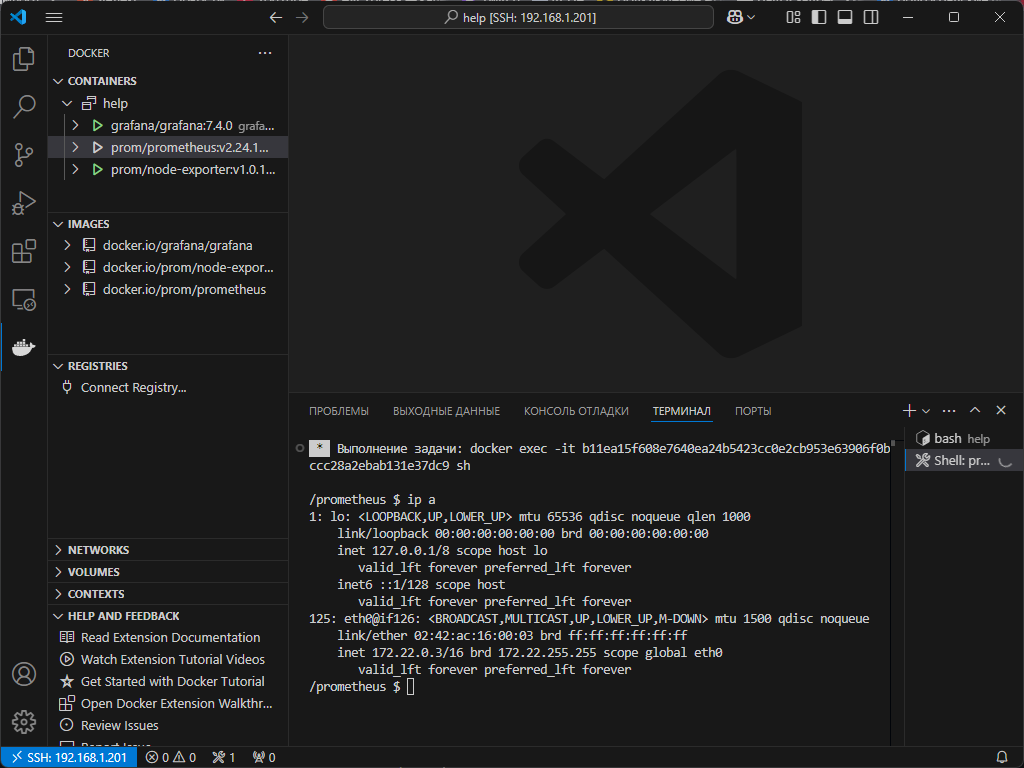 help [SSH: 192.168.1.201]
DOCKER
CONTAINERS
help
grafana/grafana:7.4.0 grafa...
prom/prometheus:v2.24.1...
prom/node-exporter:v1.0.1...
IMAGES
docker.io/grafana/grafana
docker.io/prom/node-expor...
docker.io/prom/prometheus
REGISTRIES
Connect Registry...
NETWORKS
VOLUMES
CONTEXTS
HELP AND FEEDBACK
Read Extension Documentation
Watch Extension Tutorial Videos
Get Started with Docker Tutorial
Open Docker Extension Walkthr...
Review Issues
Report Issue
ПРОБЛЕМЫ ВЫХОДНЫЕ ДАННЫЕ КОНСОЛЬ ОТЛАДКИ ТЕРМИНАЛ ПОРТЫ
* Выполнение задачи: docker exec -it b11ea15f608e7640ea24b5423cc0e2cb953e63906f0b
ccc28a2ebab131e37dc9 sh
/prometheus $ ip a
1: lo: <LOOPBACK,UP,LOWER_UP> mtu 65536 qdisc noqueue qlen 1000
link/loopback 00:00:00:00:00:00 brd 00:00:00:00:00:00
inet 127.0.0.1/8 scope host lo
valid_lft forever preferred_lft forever
inet6 ::1/128 scope host
valid_lft forever preferred_lft forever
125: eth0@if126: <BROADCAST,MULTICAST,UP,LOWER_UP,M-DOWN> mtu 1500 qdisc noqueue
link/ether 02:42:ac:16:00:03 brd ff:ff:ff:ff:ff:ff
inet 172.22.0.3/16 brd 172.22.255.255 scope global eth0
valid_lft forever preferred_lft forever
/prometheus $
bash help
Shell: pr...
SSH: 192.168.1.201 0 0 1 0